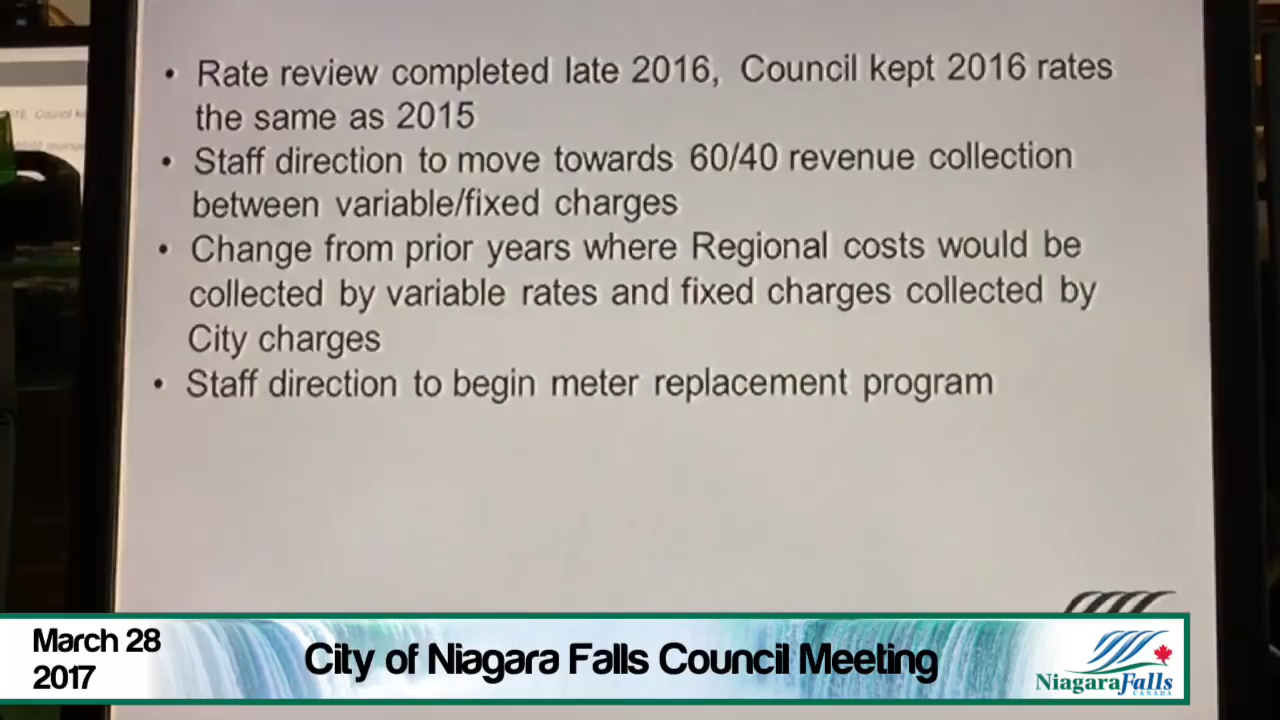 • Rate review completed late 2016, Council kept 2016 rates
the same as 2015
• Staff direction to move towards 60/40 revenue collection
between variable/fixed charges
• Change from prior years where Regional costs would be
collected by variable rates and fixed charges collected by
City charges
• Staff direction to begin meter replacement program
March 28
2017
City of Niagara Falls Council Meeting
NiagaraFalls
CANADA